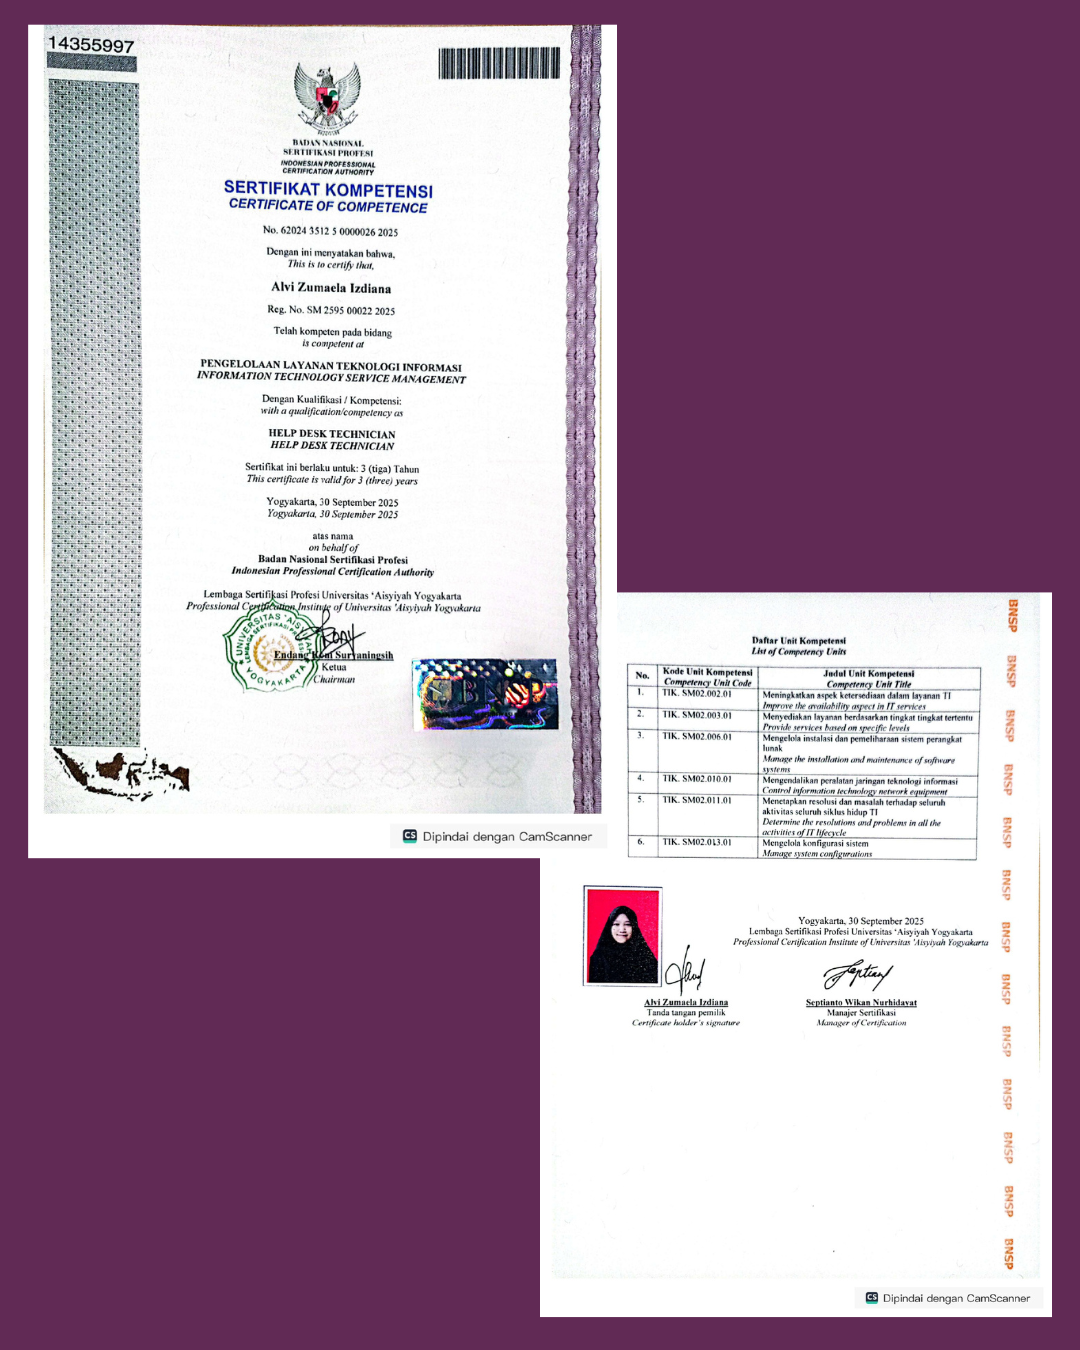 14355997
BADAN NASIONAL
SERTIFIKASI PROFESI
INDONESIAN PROFESSIONAL
CERTIFICATION AUTHORITY
SERTIFIKAT KOMPETENSI
CERTIFICATE OF COMPETENCE
No. 62024 3512 5 0000026 2025
Dengan ini menyatakan bahwa,
This is to certify that,
Alvi Zumaela Izdiana
Reg. No. SM 2595 00022 2025
Telah kompeten pada bidang
is competent at
PENGELOLAAN LAYANAN TEKNOLOGI INFORMASI
INFORMATION TECHNOLOGY SERVICE MANAGEMENT
Dengan Kualifikasi / Kompetensi:
with a qualification/competency as
HELP DESK TECHNICIAN
HELP DESK TECHNICIAN
Sertifikat ini berlaku untuk: 3 (tiga) Tahun
This certificate is valid for 3 (three) years
Yogyakarta, 30 September 2025
Yogyakarta, 30 September 2025
atas nama
on behalf of
Badan Nasional Sertifikasi Profesi
Indonesian Professional Certification Authority
Lembaga Sertifikasi Profesi Universitas 'Aisyiyah Yogyakarta
Professional Certification Institute of Universitas 'Aisyiyah Yogyakarta
UNIVERSITAS 'AISYIYAH
LEMBAGA SERTIFIKASI PROFESI
YOGYAKARTA
Endang Koni Suryaningsih
Ketua
Chairman
BNSP
CS Dipindai dengan CamScanner
Daftar Unit Kompetensi
List of Competency Units
No. Kode Unit Kompetensi Judul Unit Kompetensi
Competency Unit Code Competency Unit Title
1. TIK. SM02.002.01 Meningkatkan aspek ketersediaan dalam layanan TI
Improve the availability aspect in IT services
2. TIK. SM02.003.01 Menyediakan layanan berdasarkan tingkat tingkat tertentu
Provide services based on specific levels
3. TIK. SM02.006.01 Mengelola instalasi dan pemeliharaan sistem perangkat
lunak
Manage the installation and maintenance of software
systems
4. TIK. SM02.010.01 Mengendalikan peralatan jaringan teknologi informasi
Control information technology network equipment
5. TIK. SM02.011.01 Menetapkan resolusi dan masalah terhadap seluruh
aktivitas seluruh siklus hidup TI
Determine the resolutions and problems in all the
activities of IT lifecycle
6. TIK. SM02.013.01 Mengelola konfigurasi sistem
Manage system configurations
Yogyakarta, 30 September 2025
Lembaga Sertifikasi Profesi Universitas 'Aisyiyah Yogyakarta
Professional Certification Institute of Universitas 'Aisyiyah Yogyakarta
Alvi Zumaela Izdiana
Tanda tangan pemilik
Certificate holder's signature
Septianto Wikan Nurhidayat
Manajer Sertifikasi
Manager of Certification
BNSP
BNSP
BNSP
BNSP
BNSP
BNSP
BNSP
BNSP
BNSP
BNSP
BNSP
BNSP
BNSP
CS Dipindai dengan CamScanner